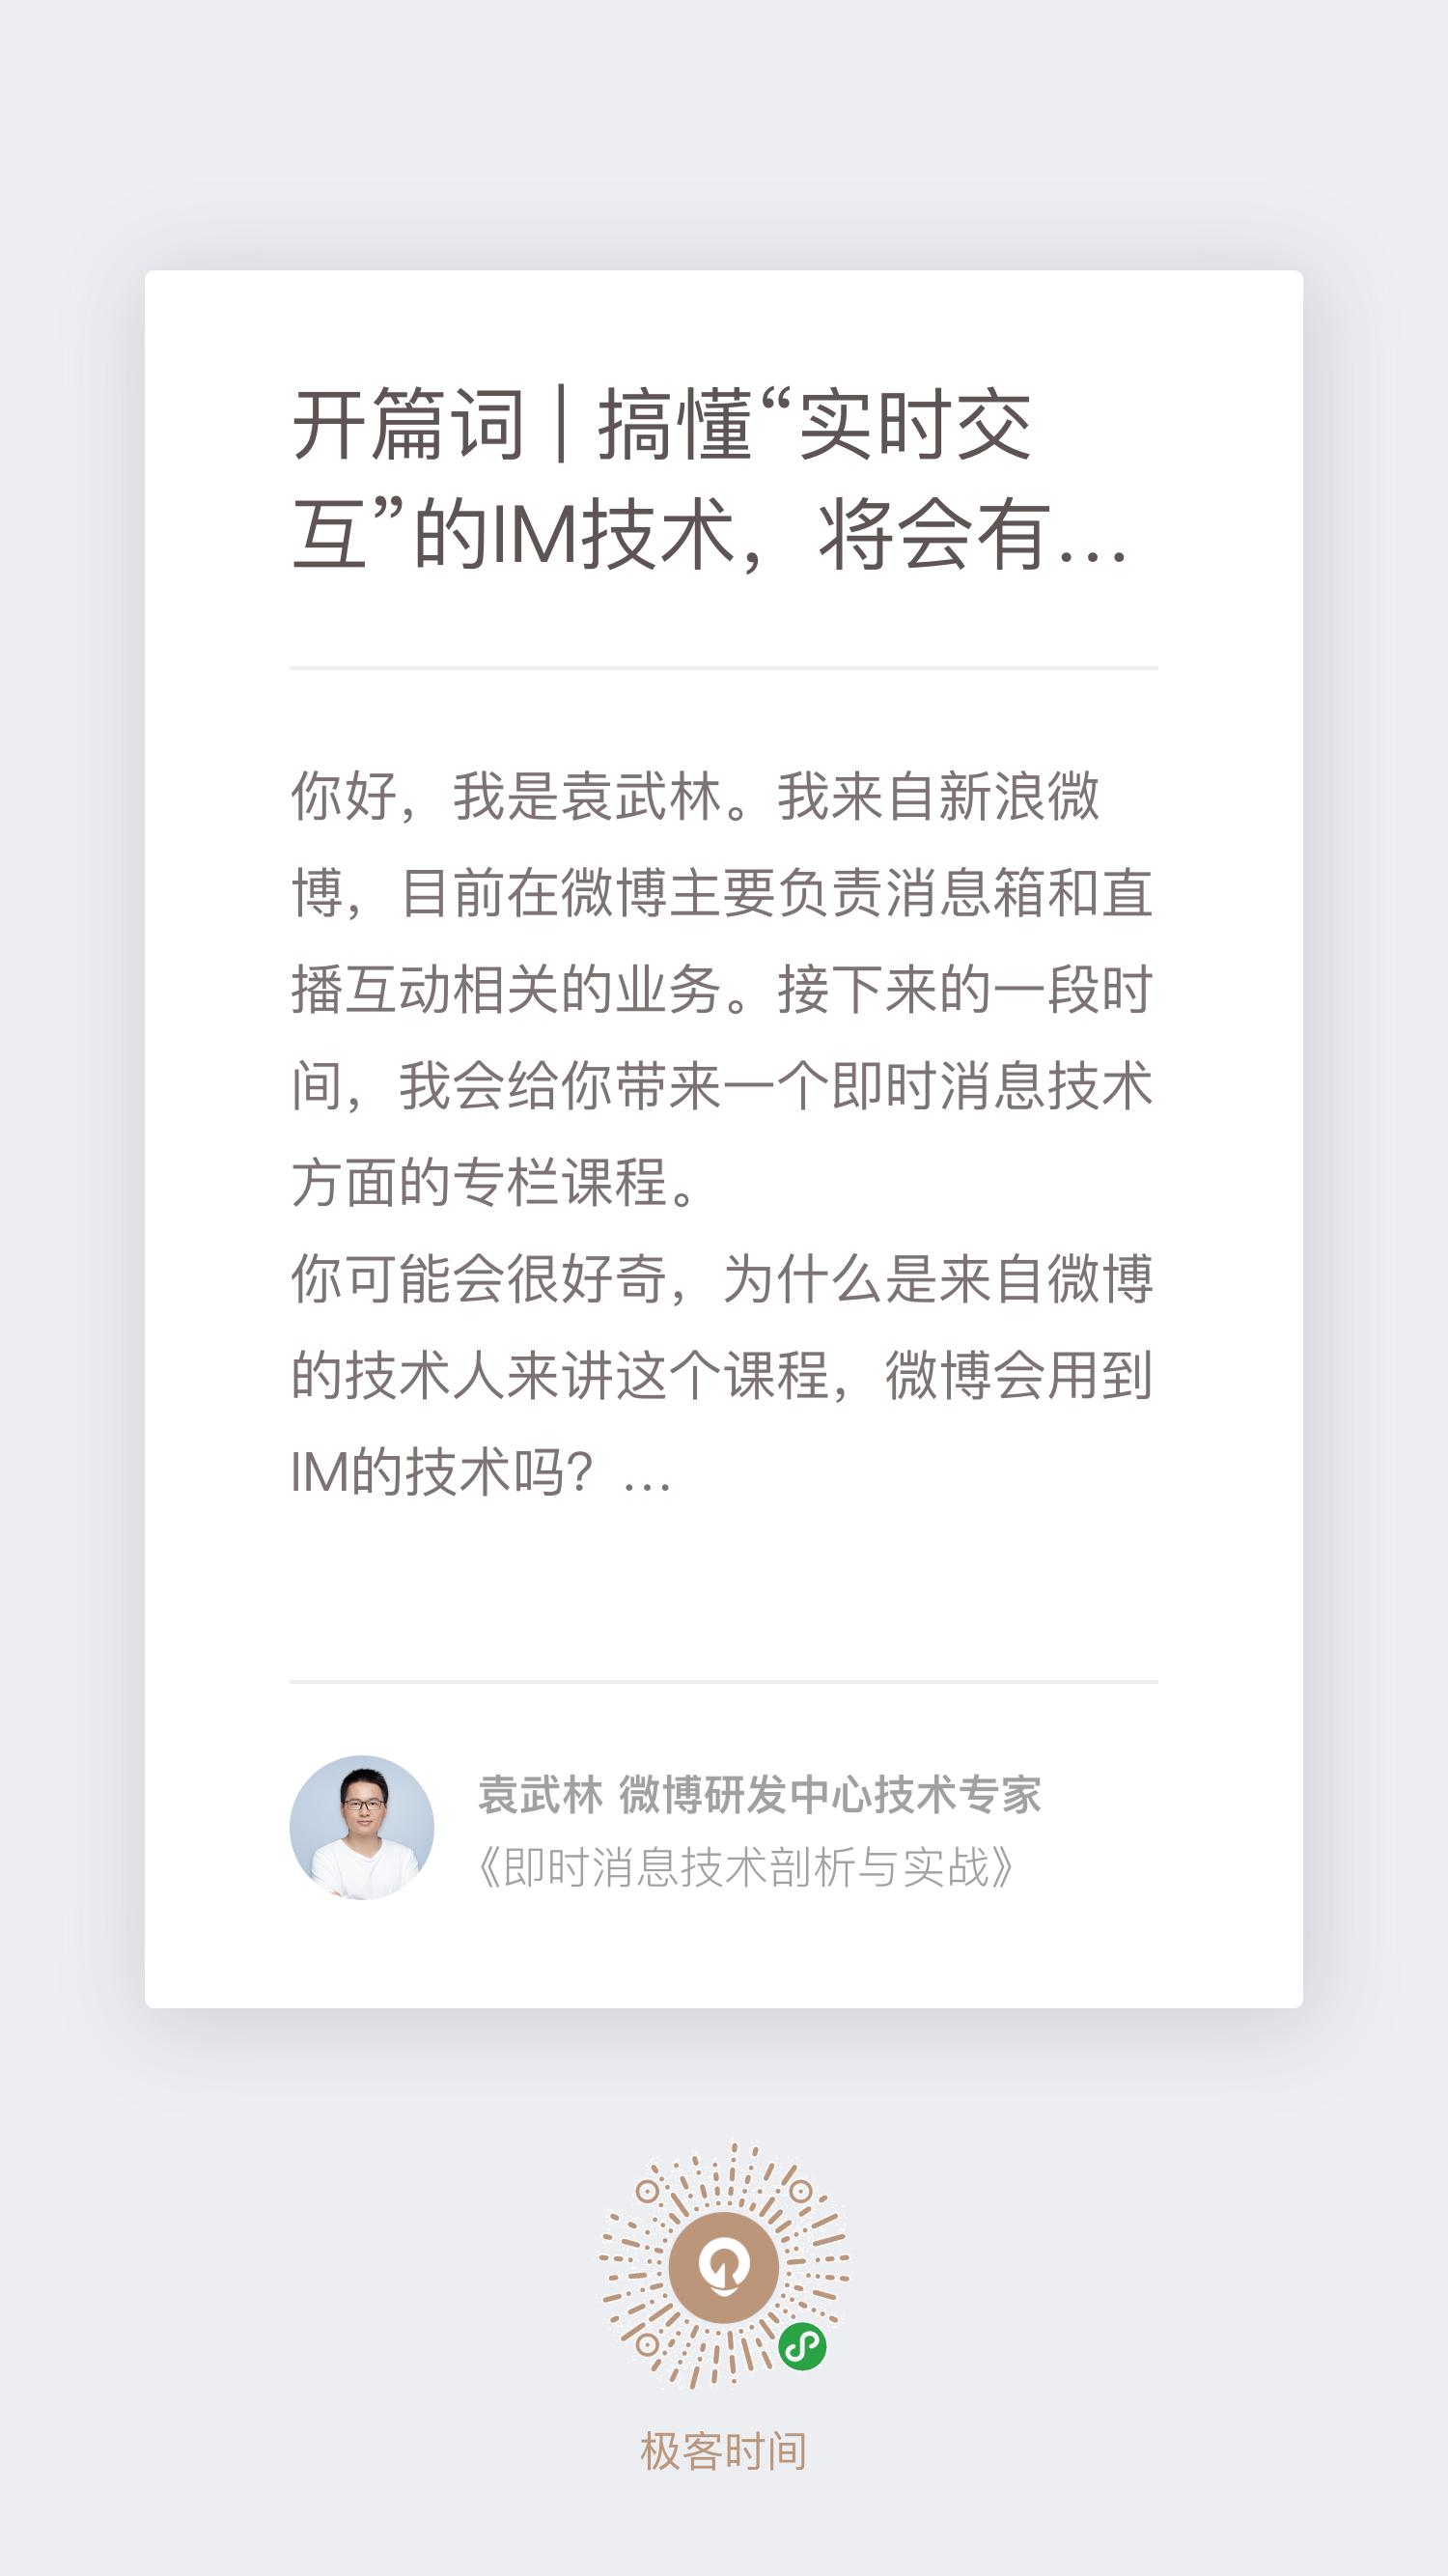 开篇词 | 搞懂“实时交
互”的IM技术，将会有…
你好，我是袁武林。我来自新浪微
博，目前在微博主要负责消息箱和直
播互动相关的业务。接下来的一段时
间，我会给你带来一个即时消息技术
方面的专栏课程。
你可能会很好奇，为什么是来自微博
的技术人来讲这个课程，微博会用到
IM的技术吗？…
袁武林 微博研发中心技术专家
《即时消息技术剖析与实战》
极客时间